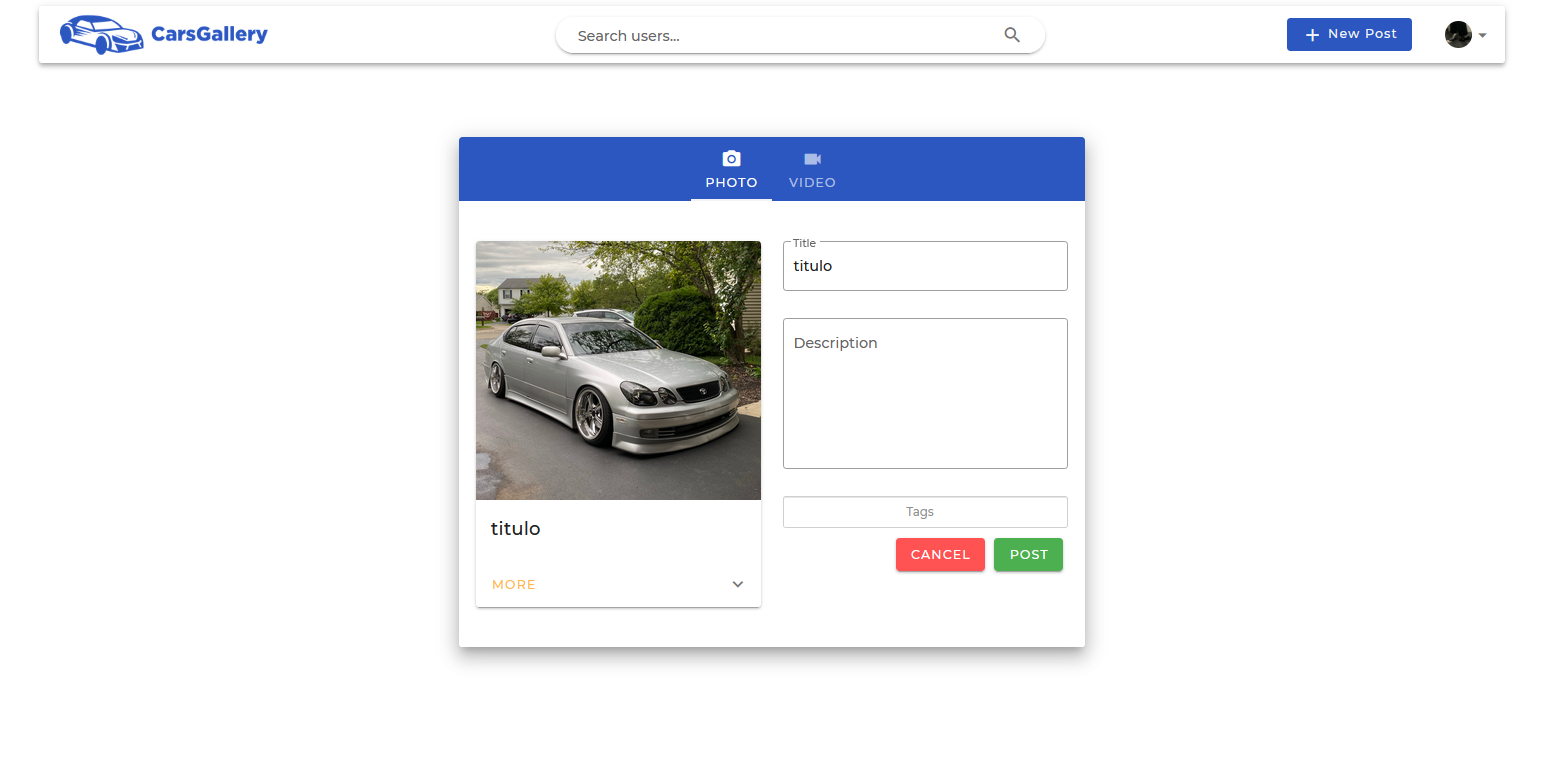 CarsGallery
Search users...
New Post
PHOTO
VIDEO
Title
titulo
Description
Tags
CANCEL
POST
titulo
MORE